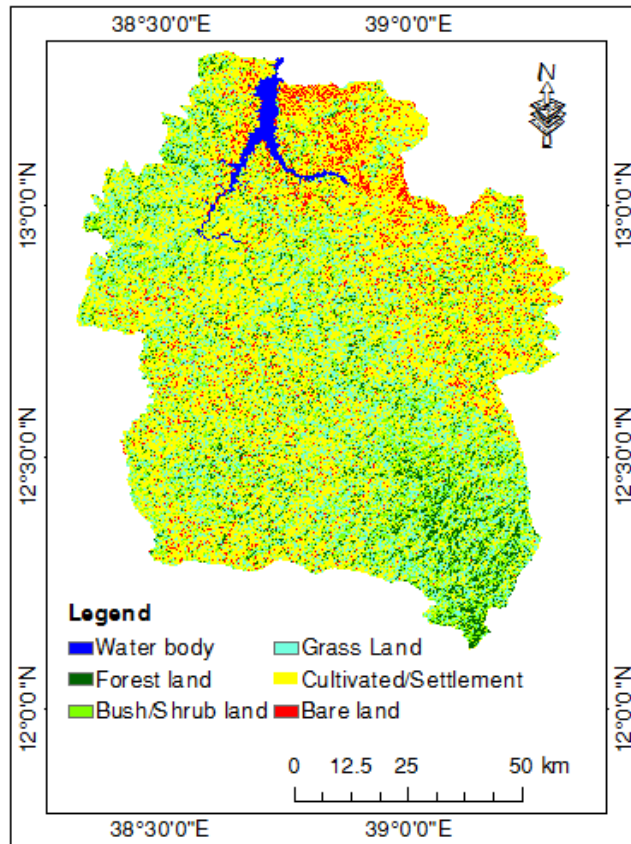 38°30'0"E 39°0'0"E
N
13°0'0"N 13°0'0"N
12°30'0"N 12°30'0"N
12°0'0"N 12°0'0"N
Legend
Water body Grass Land
Forest land Cultivated/Settlement
Bush/Shrub land Bare land
0 12.5 25 50 km
38°30'0"E 39°0'0"E